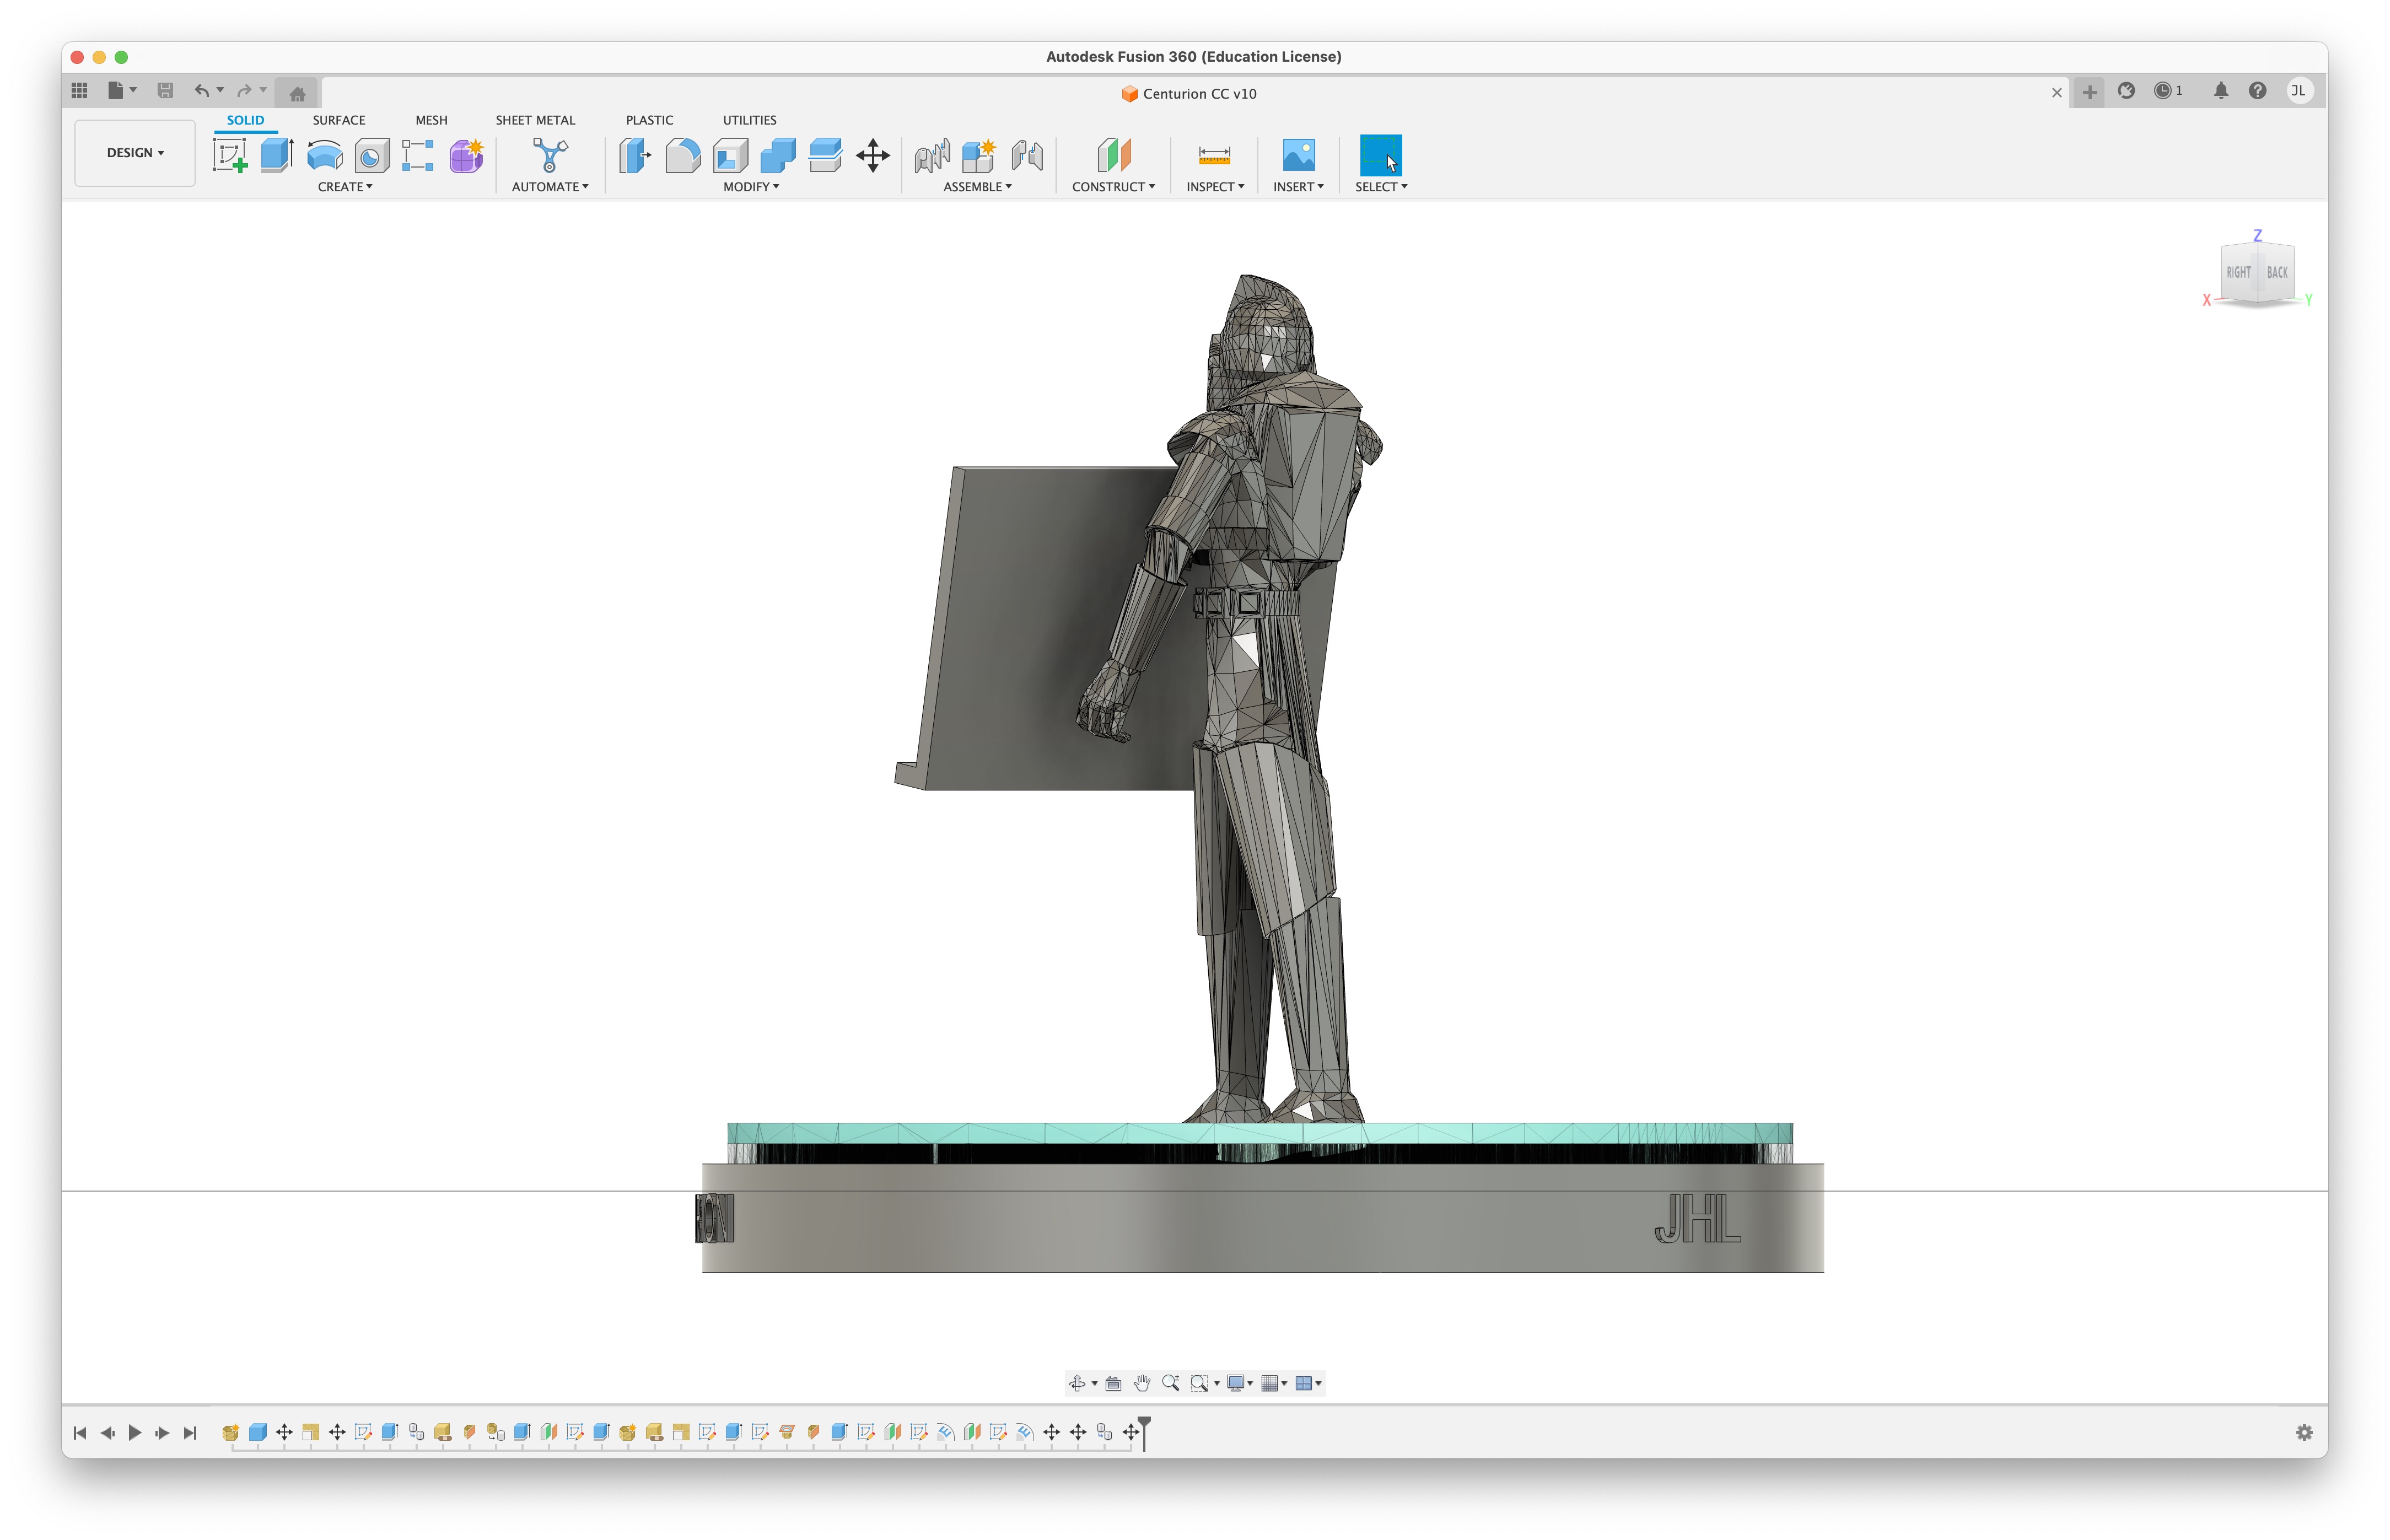 Autodesk Fusion 360 (Education License)
Centurion CC v10
1
JL
SOLID SURFACE MESH SHEET METAL PLASTIC UTILITIES
DESIGN
CREATE AUTOMATE MODIFY ASSEMBLE CONSTRUCT INSPECT INSERT SELECT
Z
RIGHT BACK
X Y
JHL